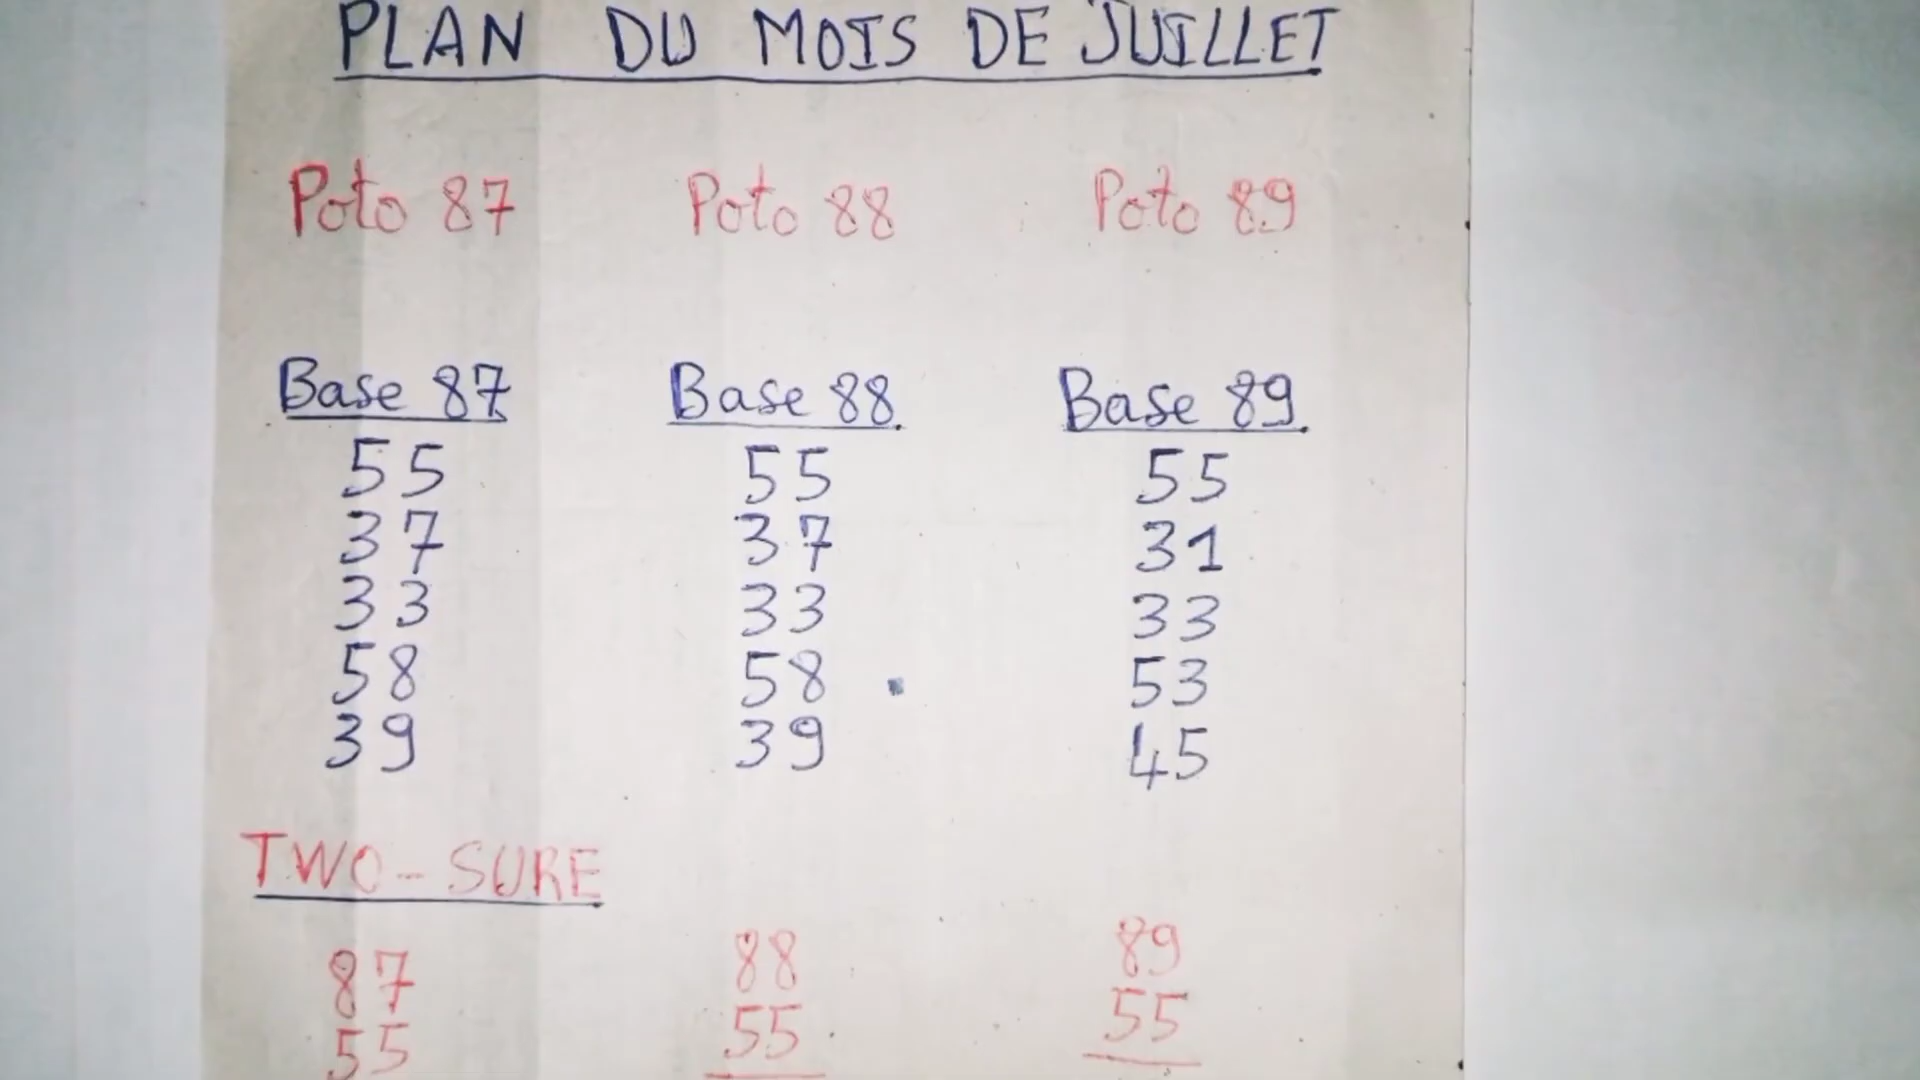 PLAN DU MOIS DE JUILLET
Poto 87 Poto 88 Poto 89
Base 87 Base 88 Base 89
55 55 55
37 37 31
33 33 33
58 58 53
39 39 45
TWO-SURE
87 88 89
55 55 55